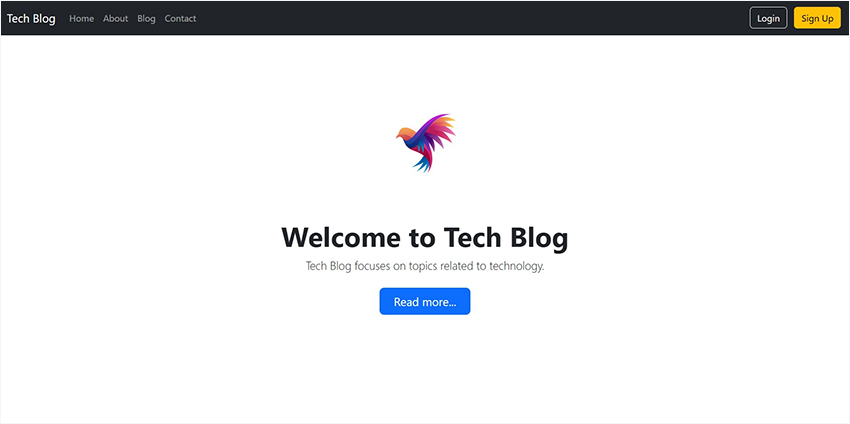 Tech Blog Home About Blog Contact Login Sign Up
Welcome to Tech Blog
Tech Blog focuses on topics related to technology.
Read more...